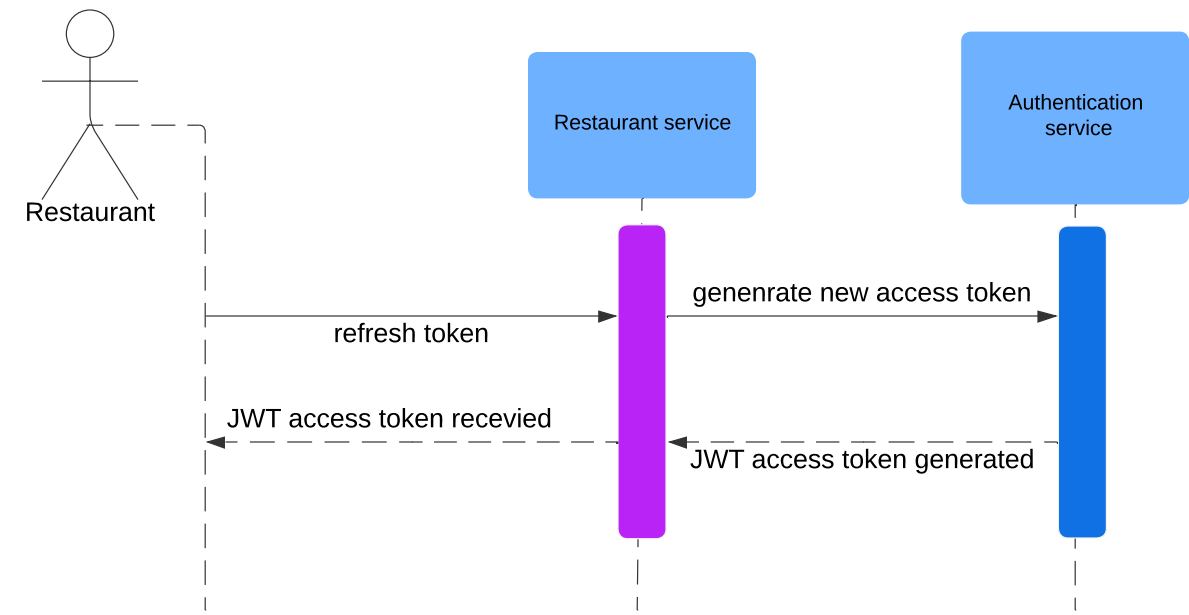 Restaurant service
Authentication
service
Restaurant
genenrate new access token
refresh token
JWT access token recevied
JWT access token generated